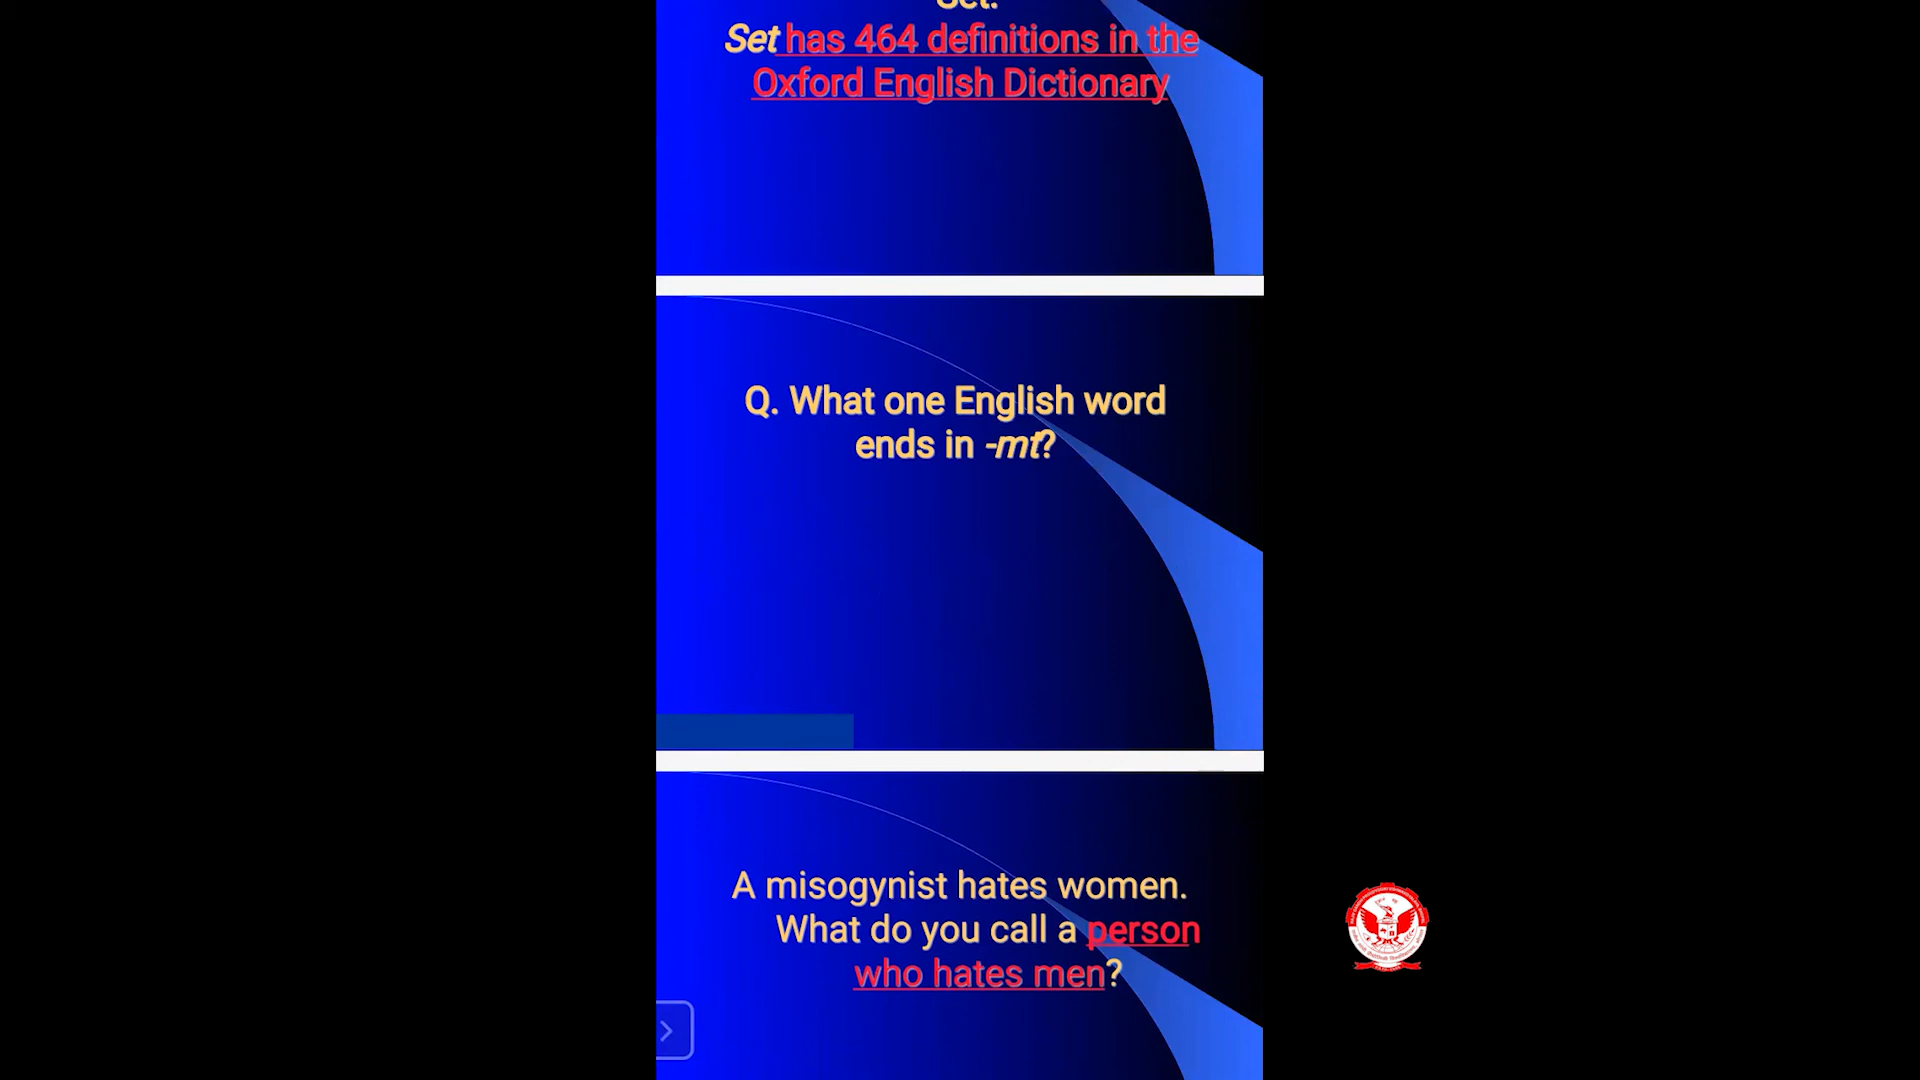 Set.
Set has 464 definitions in the
Oxford English Dictionary
Q. What one English word
ends in -mt?
A misogynist hates women.
What do you call a person
who hates men?